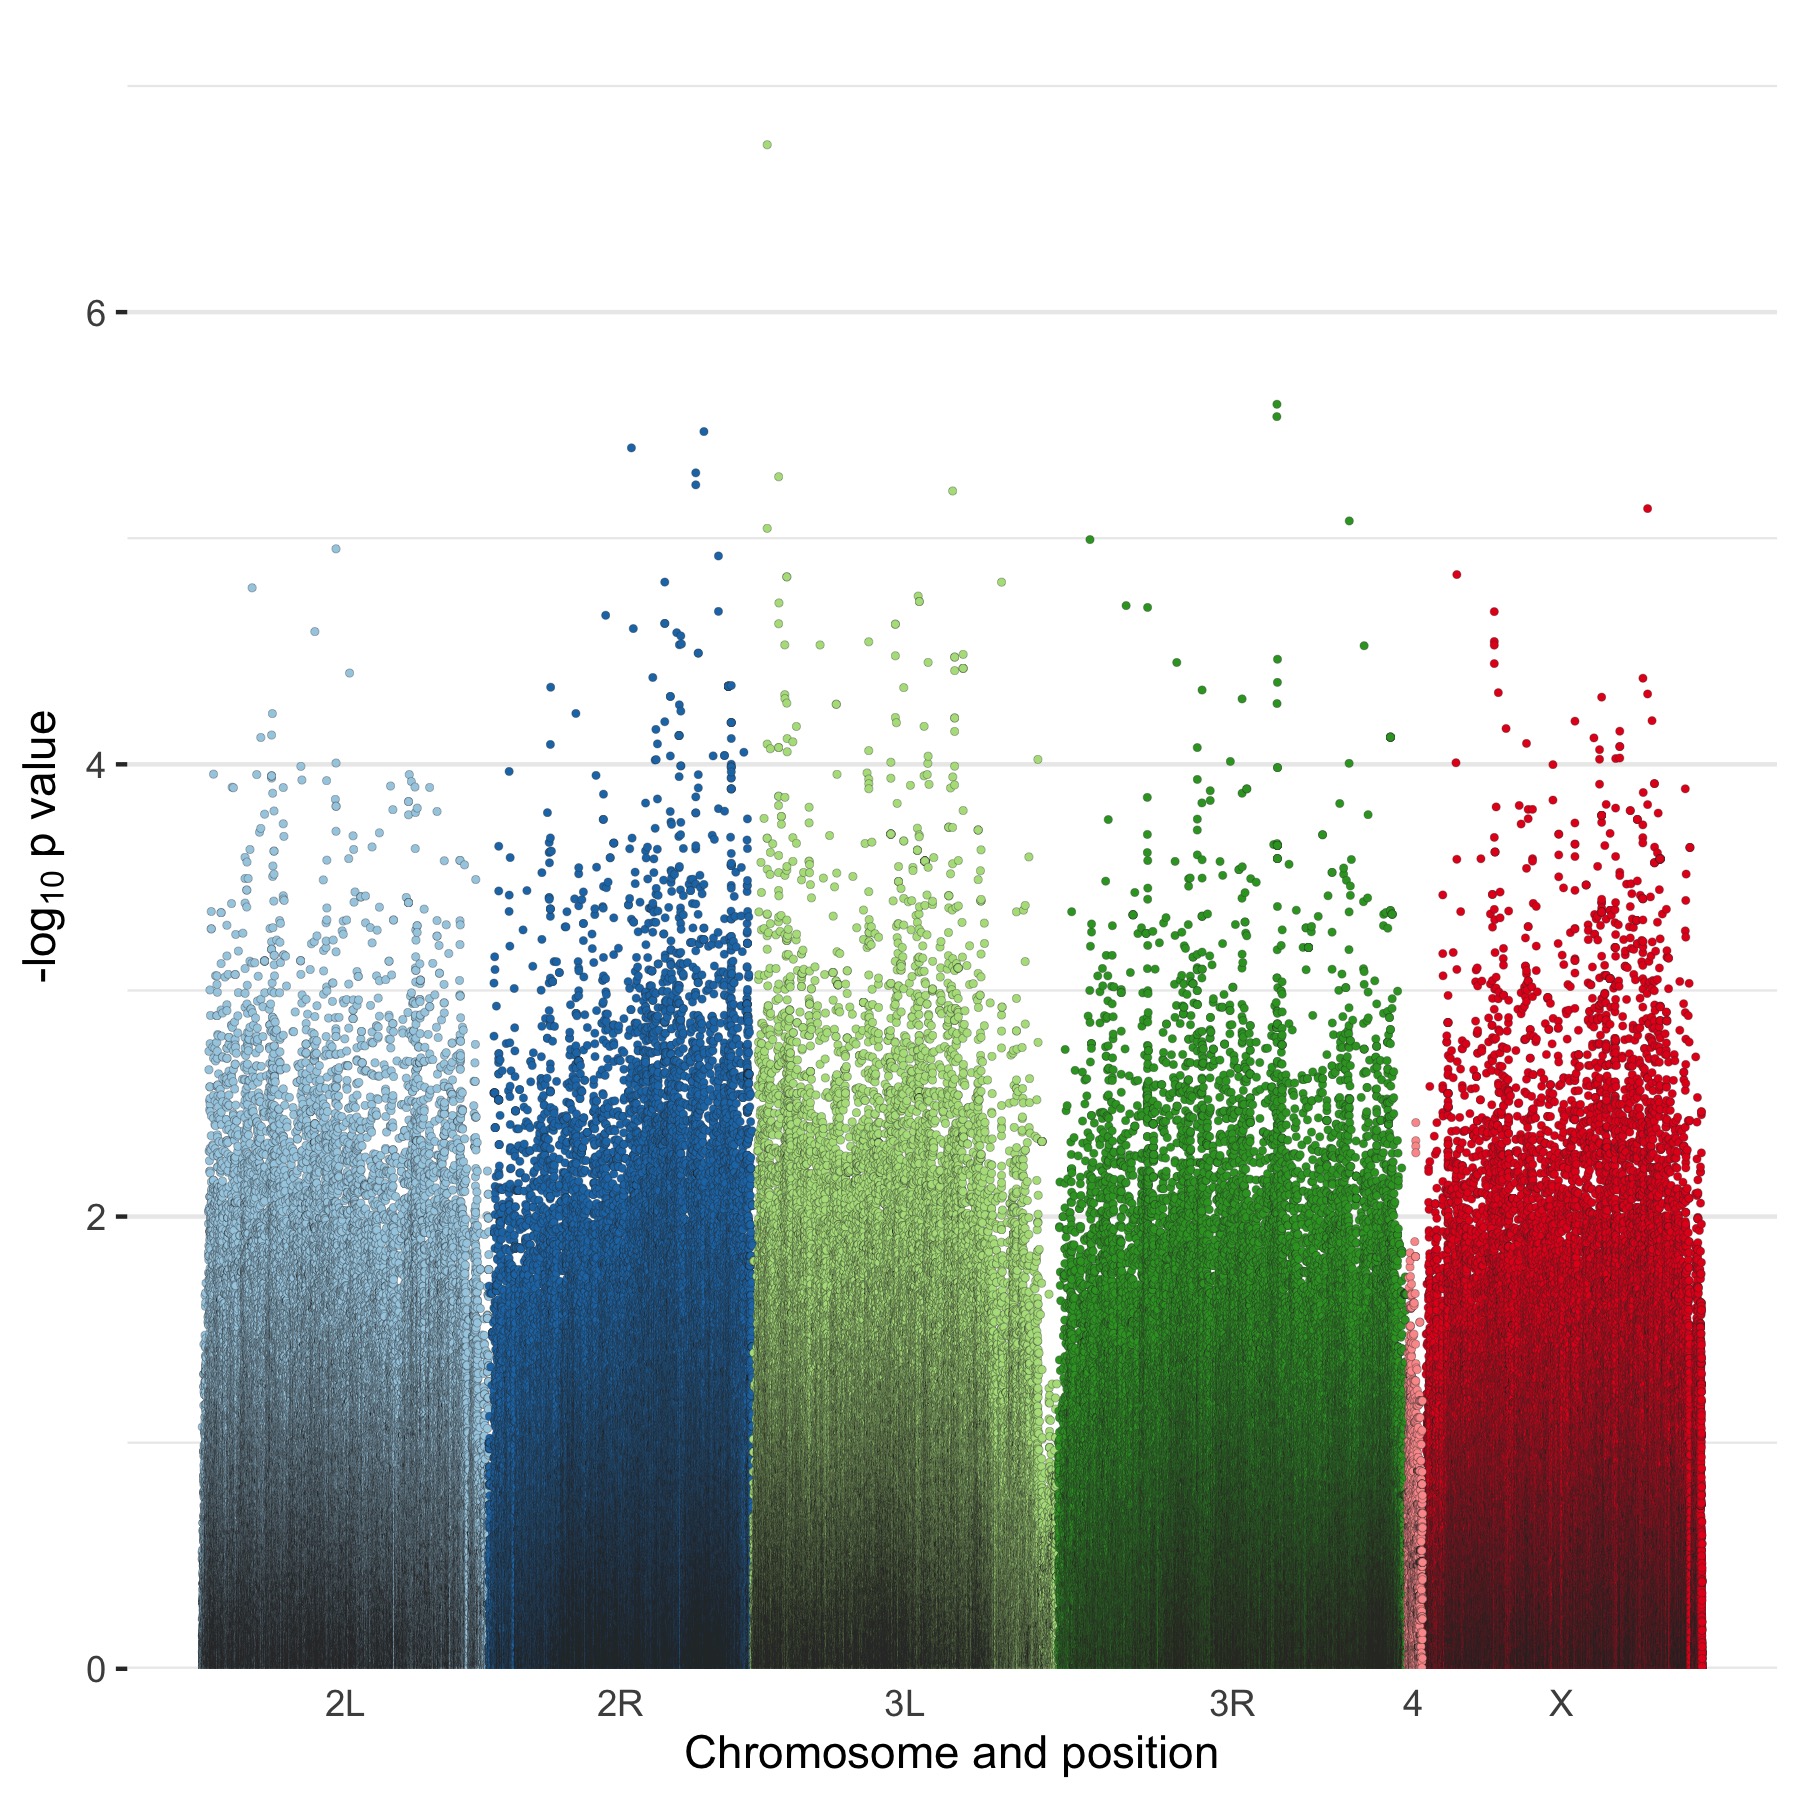 -log₁₀ p value
6
4
2
0
2L 2R 3L 3R 4 X
Chromosome and position